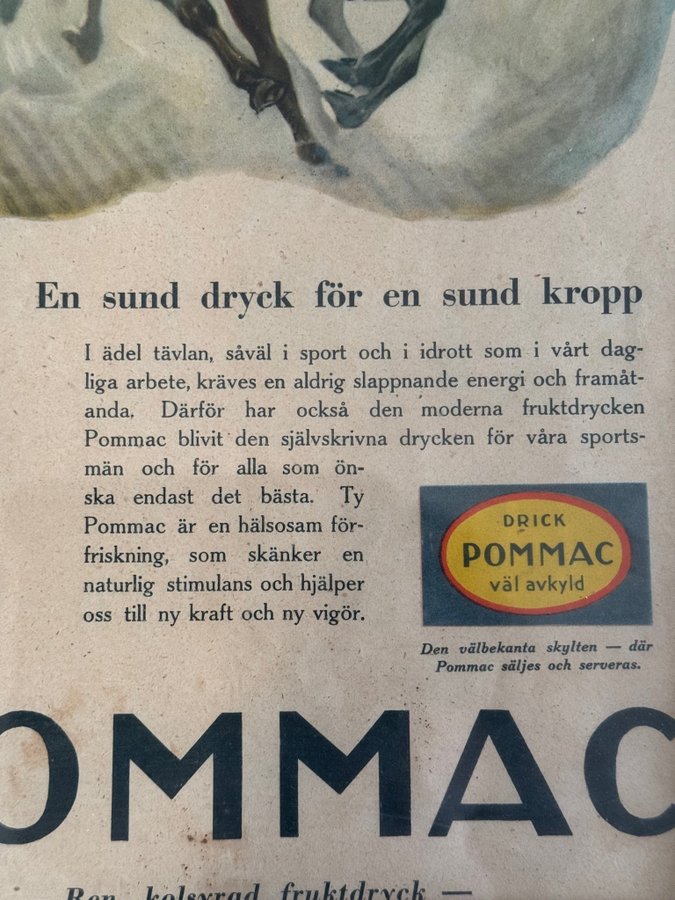 En sund dryck för en sund kropp
I ädel tävlan, såväl i sport och i idrott som i vårt dag-
liga arbete, kräves en aldrig slappnande energi och framåt-
anda. Därför har också den moderna fruktdrycken
Pommac blivit den självskrivna drycken för våra sports-
män och för alla som ön-
ska endast det bästa. Ty
Pommac är en hälsosam för-
friskning, som skänker en
naturlig stimulans och hjälper
oss till ny kraft och ny vigör.
DRICK
POMMAC
väl avkyld
Den välbekanta skylten — där
Pommac säljes och serveras.
OMMAC
Ren, kolsyrad fruktdryck —